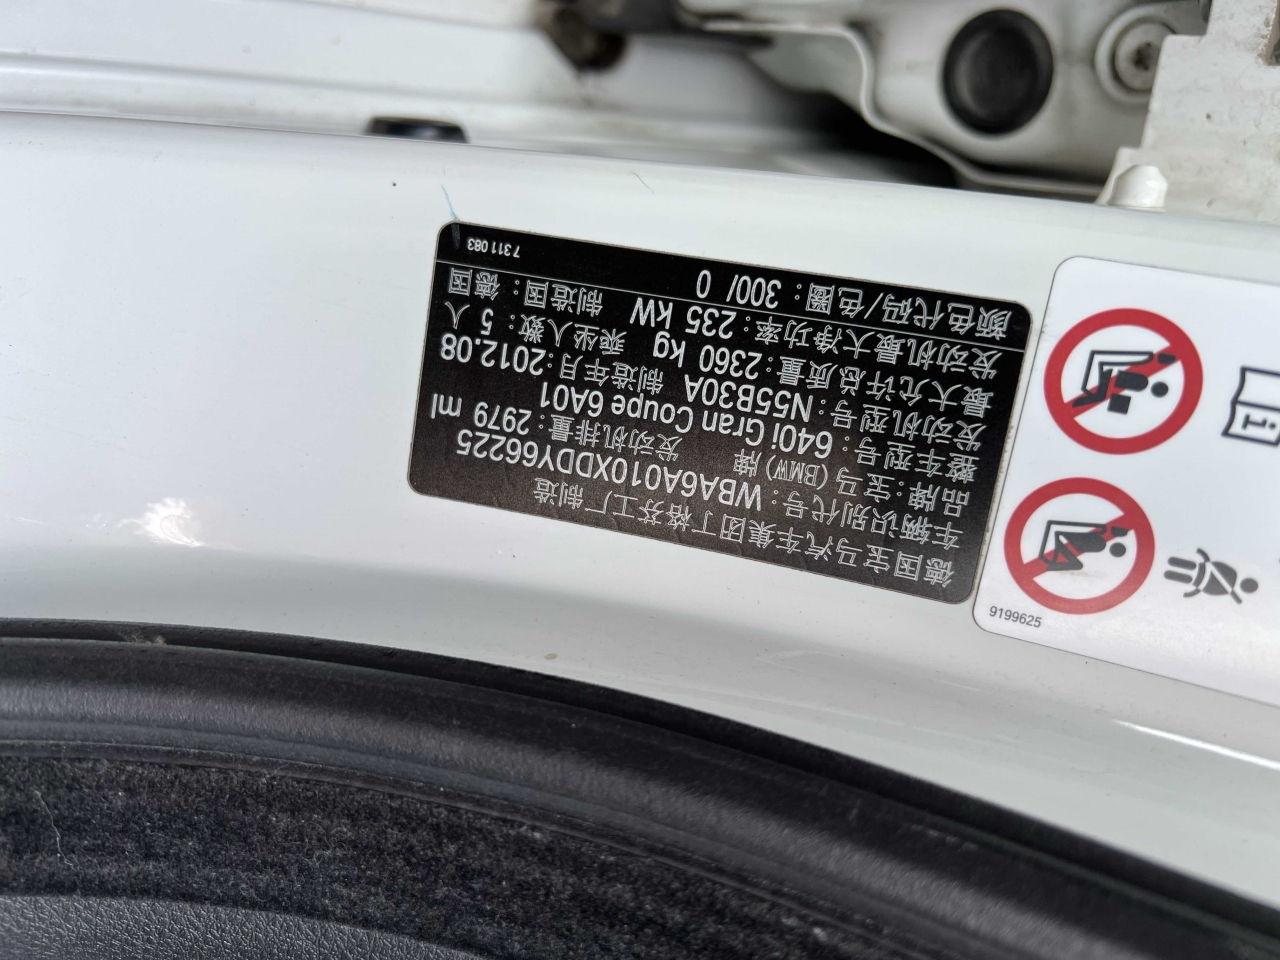 德国宝马汽车集团丁格芬工厂 制造
车辆识别代号：WBA6A010XDDY66225
品牌：宝马（BMW）牌 发动机排量：2979 ml
整车型号：640i Gran Coupe 6A01
发动机型号：N55B30A 制造年月：2012.08
最大允许总质量：2360 kg 乘坐人数：5 人
发动机最大净功率：235 kW 制造国：德国
颜色代码/色圈：300/ 0
7 311 083
9199625